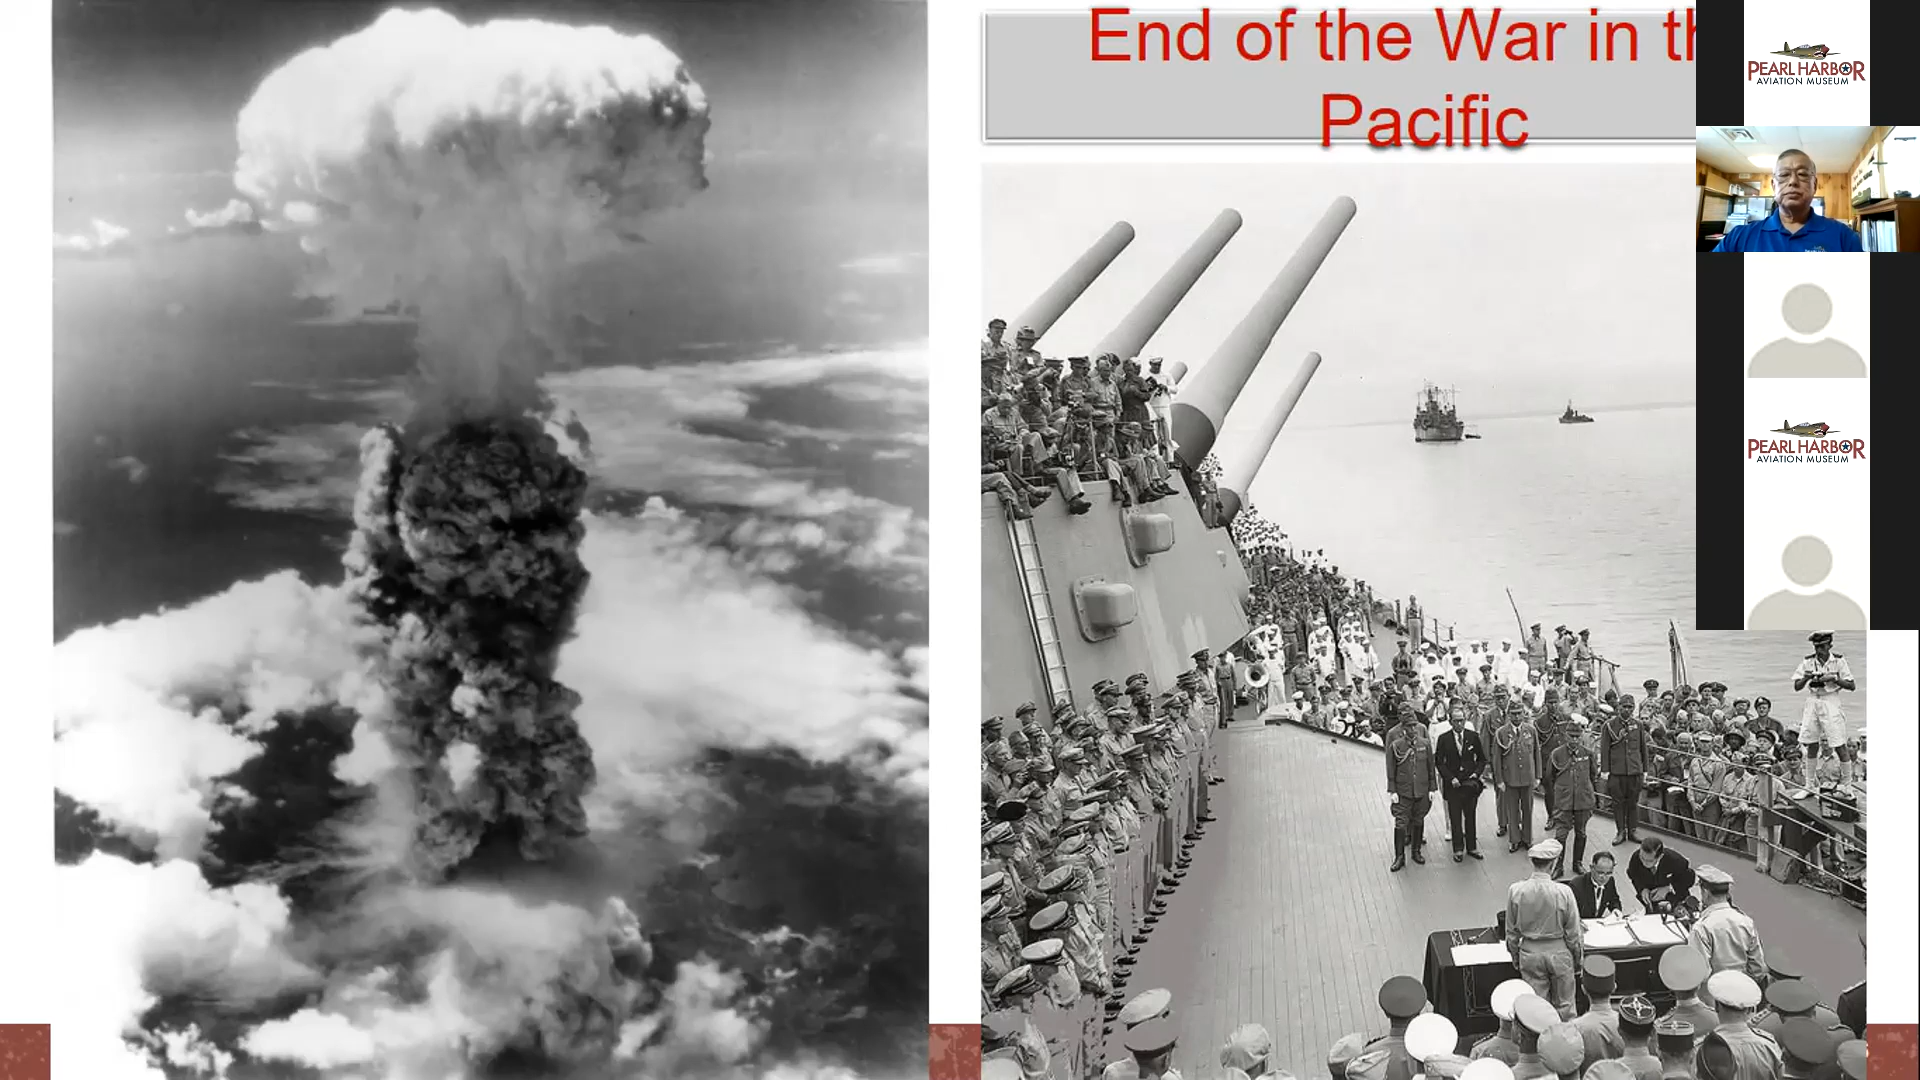 End of the War in th
Pacific
PEARL HARBOR
AVIATION MUSEUM
PEARL HARBOR
AVIATION MUSEUM